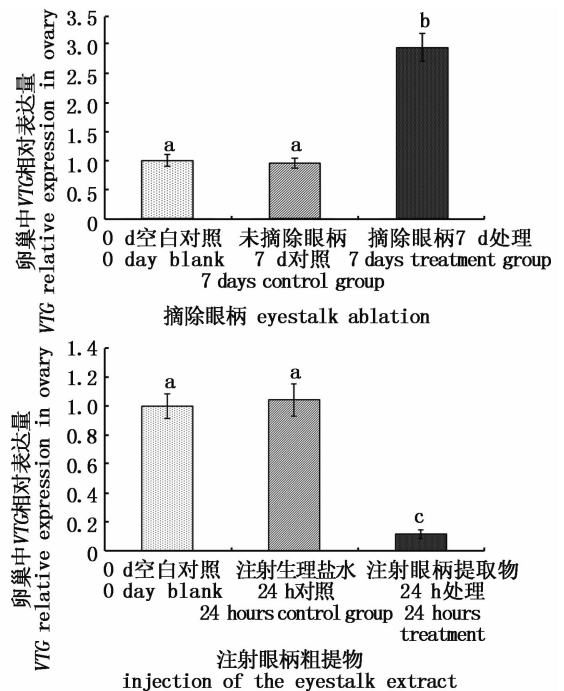 卵巢中VTG相对表达量
VTG relative expression in ovary
3.5
3.0
2.5
2.0
1.5
1.0
0.5
0
a
a
b
0 d空白对照 未摘除眼柄 摘除眼柄7 d处理
0 day blank 7 d对照 7 days treatment group
7 days control group
摘除眼柄 eyestalk ablation
卵巢中VTG相对表达量
VTG relative expression in ovary
1.4
1.2
1.0
0.8
0.6
0.4
0.2
0
a
a
c
0 d空白对照 注射生理盐水 注射眼柄提取物
0 day blank 24 h对照 24 h处理
24 hours control group 24 hours
treatment
注射眼柄粗提物
injection of the eyestalk extract